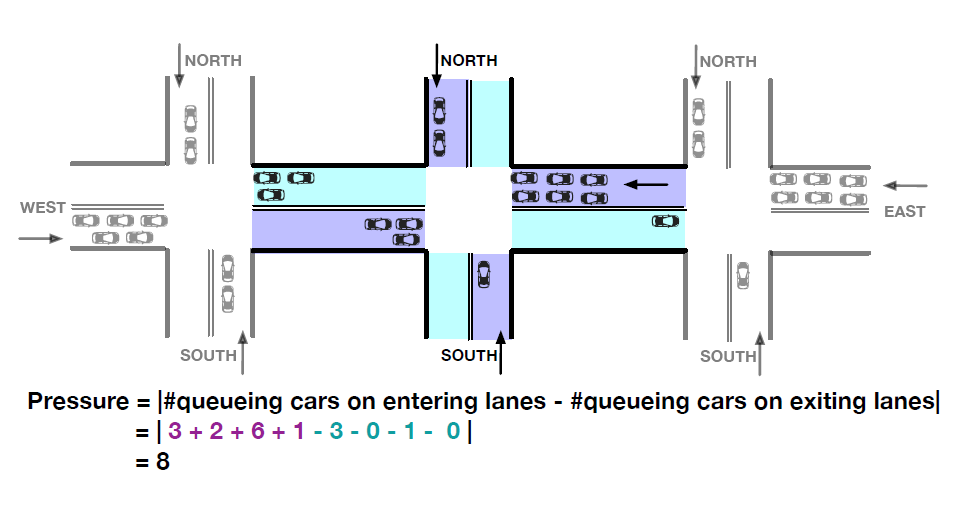 NORTH
NORTH
NORTH
WEST
EAST
SOUTH
SOUTH
SOUTH
Pressure = |#queueing cars on entering lanes - #queueing cars on exiting lanes|
= | 3 + 2 + 6 + 1 - 3 - 0 - 1 - 0 |
= 8